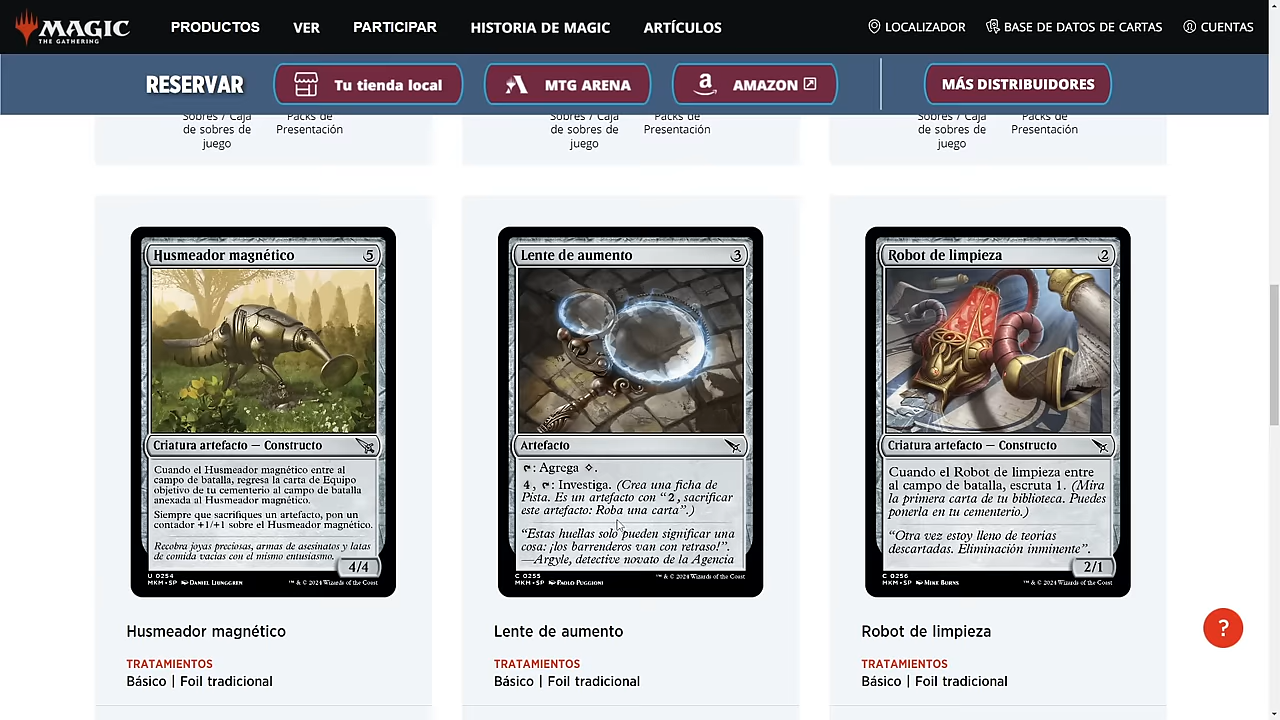 MAGIC
THE GATHERING
PRODUCTOS
VER
PARTICIPAR
HISTORIA DE MAGIC
ARTÍCULOS
LOCALIZADOR
BASE DE DATOS DE CARTAS
CUENTAS
RESERVAR
Tu tienda local
MTG ARENA
AMAZON
MÁS DISTRIBUIDORES
Sobres / Caja
de sobres de
juego
Packs de
Presentación
Sobres / Caja
de sobres de
juego
Packs de
Presentación
Sobres / Caja
de sobres de
juego
Packs de
Presentación
Husmeador magnético 5
Criatura artefacto — Constructo
Cuando el Husmeador magnético entre al
campo de batalla, regresa la carta de Equipo
objetivo de tu cementerio al campo de batalla
anexada al Husmeador magnético.
Siempre que sacrifiques un artefacto, pon un
contador +1/+1 sobre el Husmeador magnético.
Recobra joyas preciosas, armas de asesinatos y latas
de comida vacías con el mismo entusiasmo.
4/4
U 0254
MKM • SP DANIEL LJUNGGREN
™ & © 2024 Wizards of the Coast
Husmeador magnético
TRATAMIENTOS
Básico | Foil tradicional
Lente de aumento 3
Artefacto
: Agrega .
4, : Investiga. (Crea una ficha de
Pista. Es un artefacto con “2, sacrificar
este artefacto: Roba una carta”.)
“Estas huellas solo pueden significar una
cosa: ¡los barrenderos van con retraso!”.
—Argyle, detective novato de la Agencia
C 0255
MKM • SP PAOLO PUGGIONI
™ & © 2024 Wizards of the Coast
Lente de aumento
TRATAMIENTOS
Básico | Foil tradicional
Robot de limpieza 2
Criatura artefacto — Constructo
Cuando el Robot de limpieza entre
al campo de batalla, escruta 1. (Mira
la primera carta de tu biblioteca. Puedes
ponerla en tu cementerio.)
“Otra vez estoy lleno de teorías
descartadas. Eliminación inminente”.
2/1
C 0256
MKM • SP MIKE BURNS
™ & © 2024 Wizards of the Coast
Robot de limpieza
TRATAMIENTOS
Básico | Foil tradicional
?